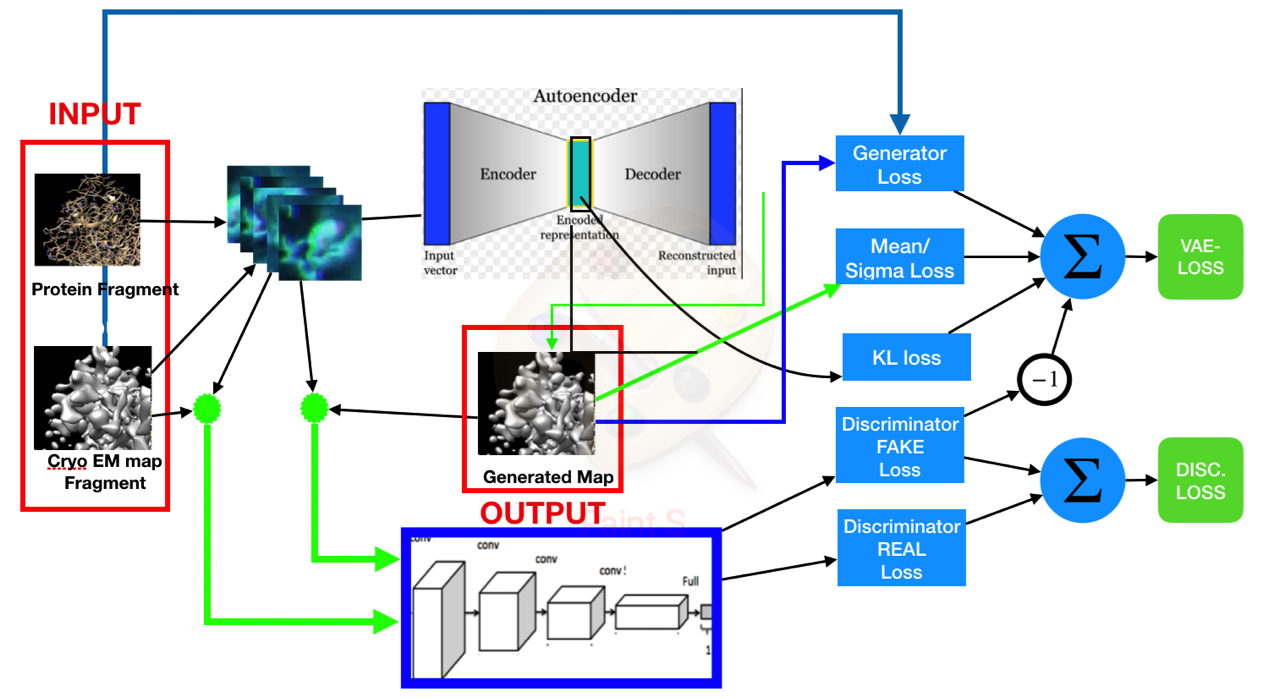 INPUT
Protein Fragment
Cryo EM map
Fragment
Autoencoder
Encoder
Decoder
Encoded
representation
Input
vector
Reconstructed
input
Generated Map
OUTPUT
aint S
conv
conv
conv
conv!
Full
1
Generator
Loss
Mean/
Sigma Loss
KL loss
Discriminator
FAKE
Loss
Discriminator
REAL
Loss
Σ
−1
Σ
VAE-
LOSS
DISC.
LOSS